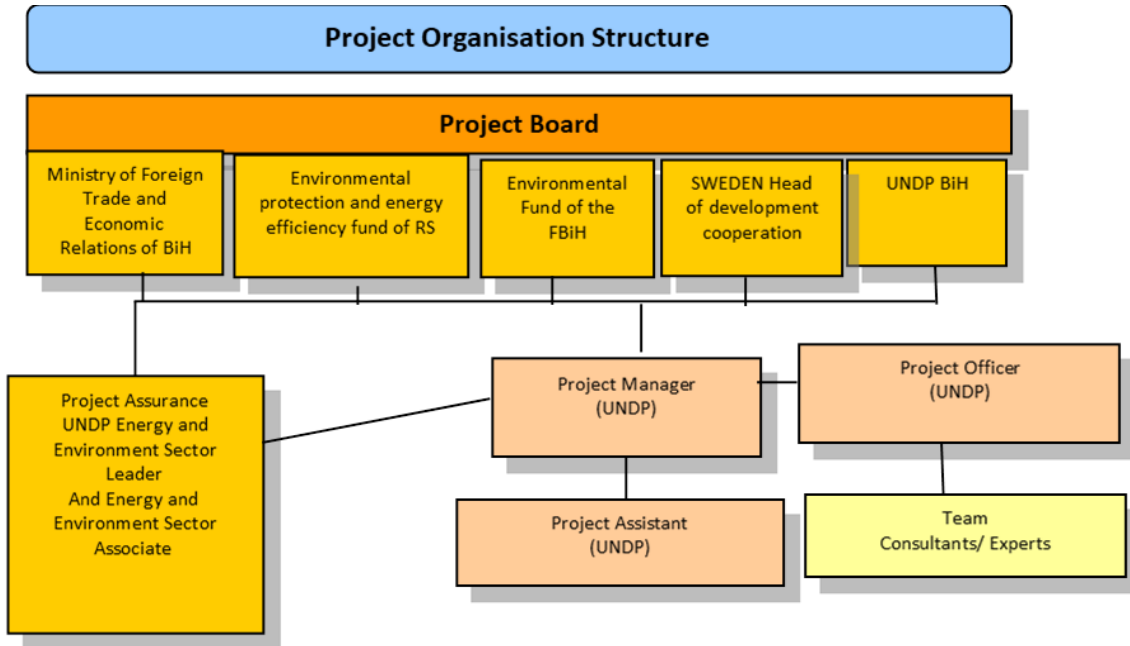 Project Organisation Structure
Project Board
Ministry of Foreign
Trade and
Economic
Relations of BiH
Environmental
protection and energy
efficiency fund of RS
Environmental
Fund of the
FBiH
SWEDEN Head
of development
cooperation
UNDP BiH
Project Assurance
UNDP Energy and
Environment Sector
Leader
And Energy and
Environment Sector
Associate
Project Manager
(UNDP)
Project Officer
(UNDP)
Project Assistant
(UNDP)
Team
Consultants/ Experts